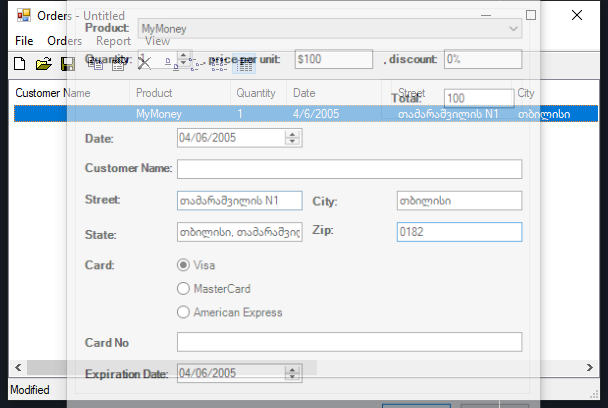 Orders - Untitled
Product: MyMoney
File Orders Report View
Quantity: 1 , price per unit: $100 , discount: 0%
Customer Name Product Quantity Date Street City
Total: 100
MyMoney 1 4/6/2005 თამარაშვილის N1 თბილისი
Date: 04/06/2005
Customer Name:
Street: თამარაშვილის N1 City: თბილისი
State: თბილისი, თამარაშვილ Zip: 0182
Card: Visa
MasterCard
American Express
Card No
Expiration Date: 04/06/2005
Modified